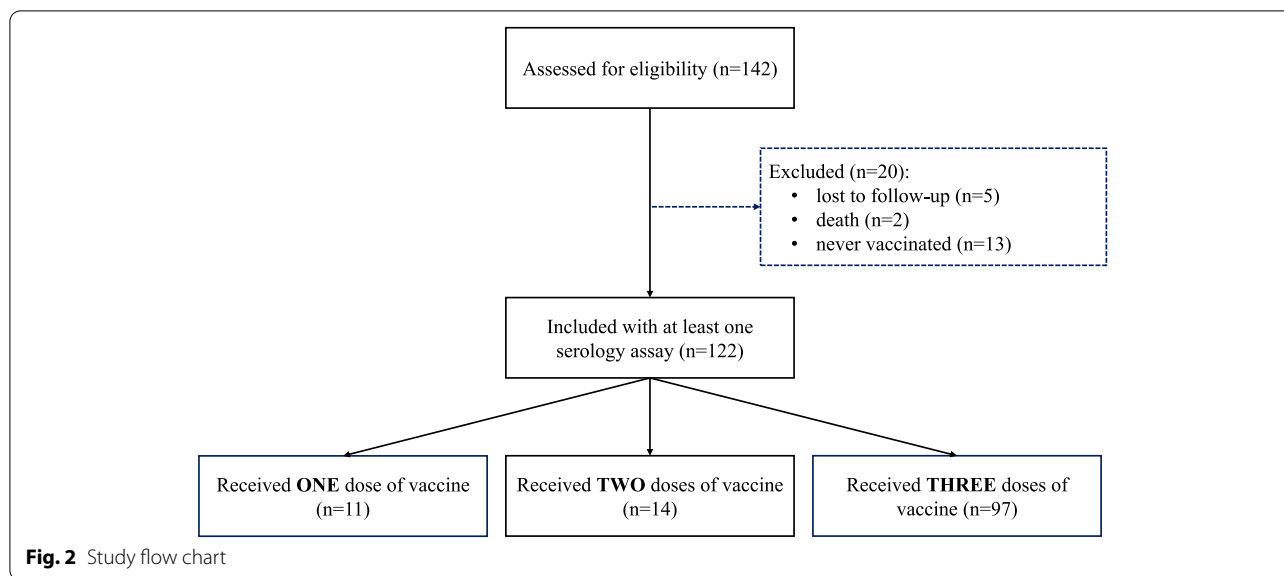 Assessed for eligibility (n=142)
Excluded (n=20):
• lost to follow-up (n=5)
• death (n=2)
• never vaccinated (n=13)
Included with at least one
serology assay (n=122)
Received ONE dose of vaccine
(n=11)
Received TWO doses of vaccine
(n=14)
Received THREE doses of
vaccine (n=97)
Fig. 2 Study flow chart